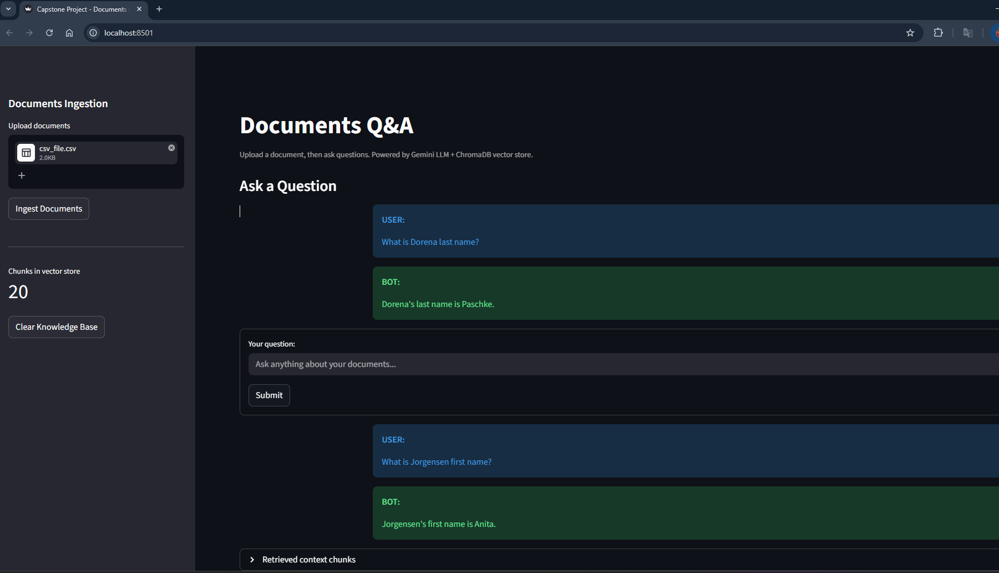 Capstone Project - Documents
localhost:8501
Documents Ingestion
Upload documents
csv_file.csv
2.0KB
Ingest Documents
Chunks in vector store
20
Clear Knowledge Base
Documents Q&A
Upload a document, then ask questions. Powered by Gemini LLM + ChromaDB vector store.
Ask a Question
USER:
What is Dorena last name?
BOT:
Dorena's last name is Paschke.
Your question:
Ask anything about your documents...
Submit
USER:
What is Jorgensen first name?
BOT:
Jorgensen's first name is Anita.
Retrieved context chunks